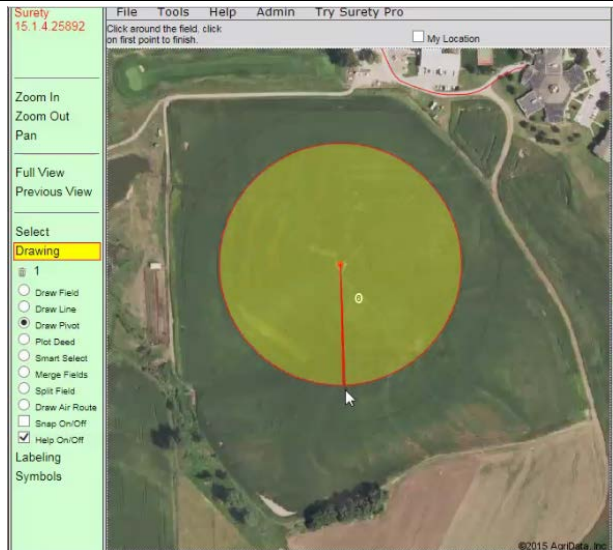 Surety
15.1.4.25892
File Tools Help Admin Try Surety Pro
Click around the field, click
on first point to finish.
My Location
Zoom In
Zoom Out
Pan
Full View
Previous View
Select
Drawing
1
Draw Field
Draw Line
Draw Pivot
Plot Deed
Smart Select
Merge Fields
Split Field
Draw Air Route
Snap On/Off
Help On/Off
Labeling
Symbols
0
©2015 AgriData, Inc.